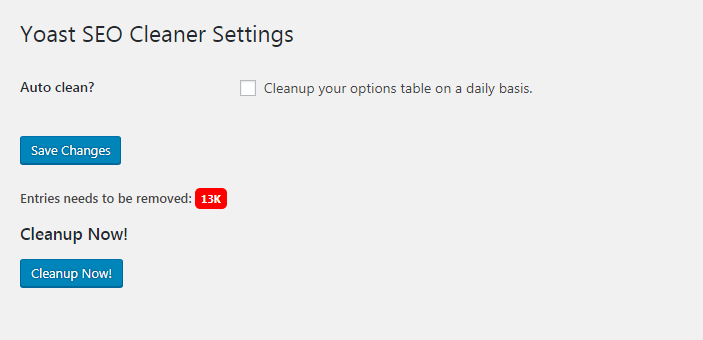 Yoast SEO Cleaner Settings
Auto clean? Cleanup your options table on a daily basis.
Save Changes
Entries needs to be removed: 13K
Cleanup Now!
Cleanup Now!